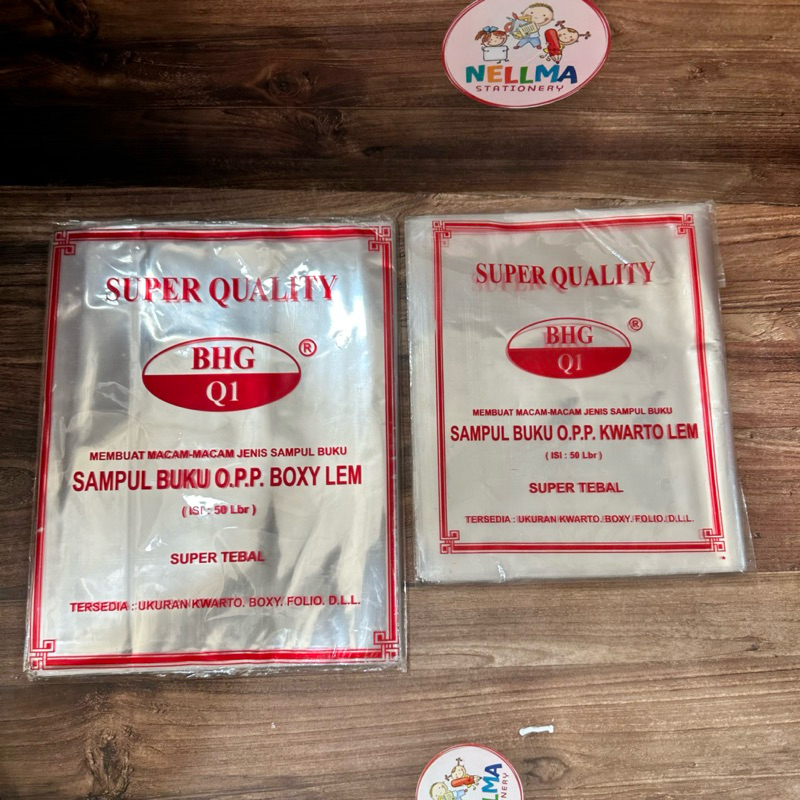 NELLMA
STATIONERY
SUPER QUALITY
BHG ®
Q1
MEMBUAT MACAM-MACAM JENIS SAMPUL BUKU
SAMPUL BUKU O.P.P. BOXY LEM
( ISI : 50 Lbr )
SUPER TEBAL
TERSEDIA : UKURAN KWARTO. BOXY. FOLIO. D.L.L.
SUPER QUALITY
BHG ®
Q1
MEMBUAT MACAM-MACAM JENIS SAMPUL BUKU
SAMPUL BUKU O.P.P. KWARTO LEM
( ISI : 50 Lbr )
SUPER TEBAL
TERSEDIA : UKURAN KWARTO. BOXY. FOLIO. D.L.L.